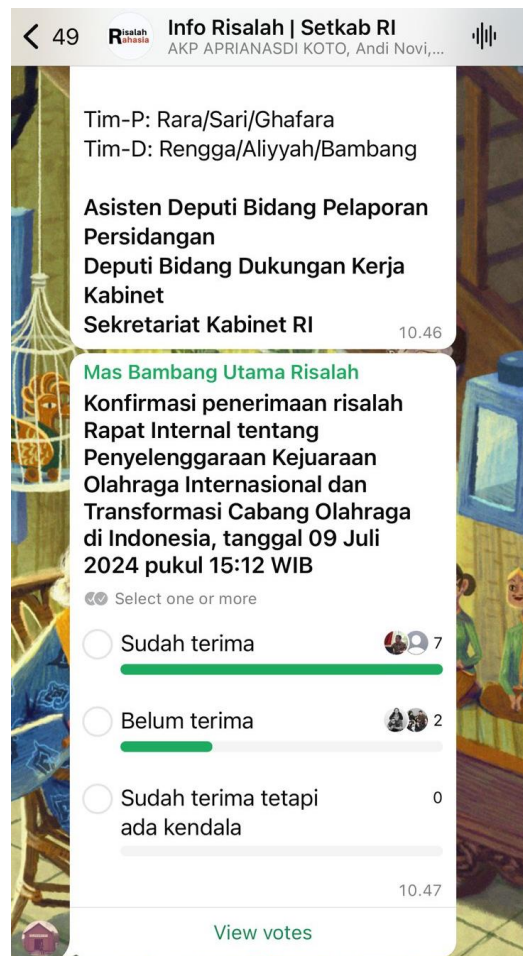 49
Risalah
Rahasia
Info Risalah | Setkab RI
AKP APRIANASDI KOTO, Andi Novi,...
Tim-P: Rara/Sari/Ghafara
Tim-D: Rengga/Aliyyah/Bambang
Asisten Deputi Bidang Pelaporan
Persidangan
Deputi Bidang Dukungan Kerja
Kabinet
Sekretariat Kabinet RI
10.46
Mas Bambang Utama Risalah
Konfirmasi penerimaan risalah
Rapat Internal tentang
Penyelenggaraan Kejuaraan
Olahraga Internasional dan
Transformasi Cabang Olahraga
di Indonesia, tanggal 09 Juli
2024 pukul 15:12 WIB
Select one or more
Sudah terima 7
Belum terima 2
Sudah terima tetapi 0
ada kendala
10.47
View votes